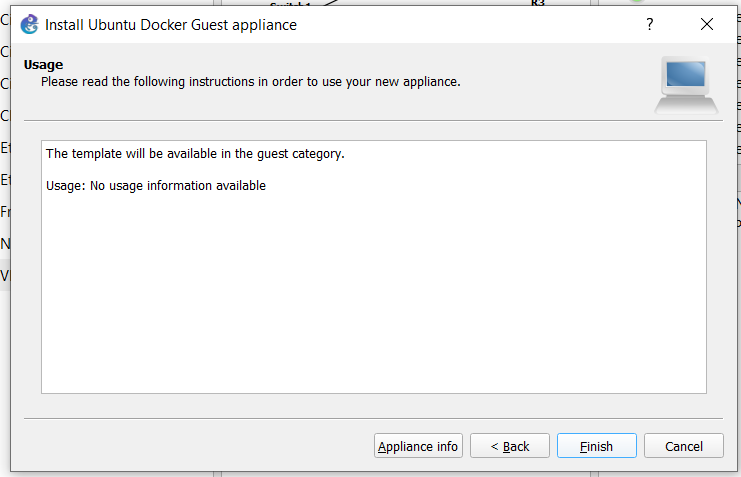 Switch1
R3
Install Ubuntu Docker Guest appliance
?
Usage
Please read the following instructions in order to use your new appliance.
The template will be available in the guest category.
Usage: No usage information available
Appliance info
< Back
Finish
Cancel